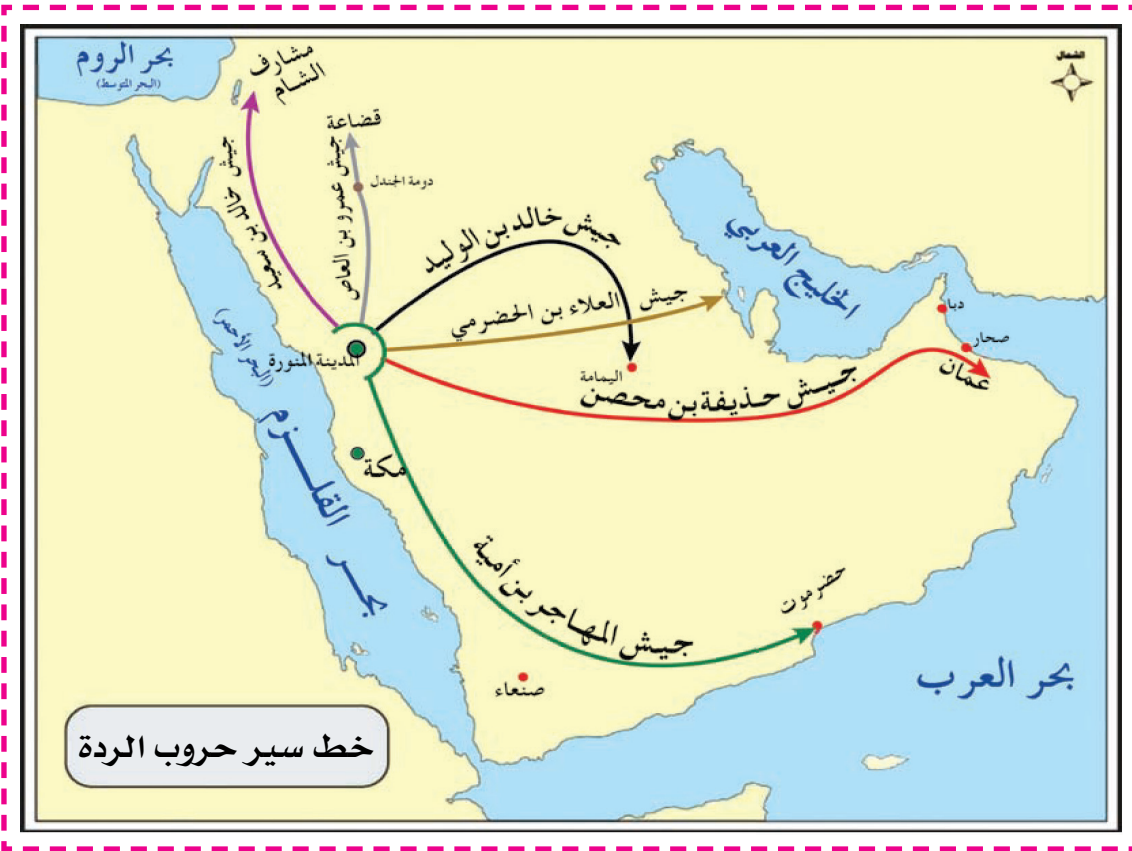 الشمال
بحر الروم
(البحر المتوسط)
مشارف
الشام
قضاعة
دومة الجندل
جيش خالد بن سعيد
جيش عمرو بن العاص
جيش خالد بن الوليد
جيش العلاء بن الحضرمي
الخليج العربي
دبا
صحار
عمان
المدينة المنورة
اليمامة
جيش حذيفة بن محصن
(البحر الأحمر)
بحر القلزم
مكة
جيش المهاجر بن أمية
حضرموت
صنعاء
بحر العرب
خط سير حروب الردة